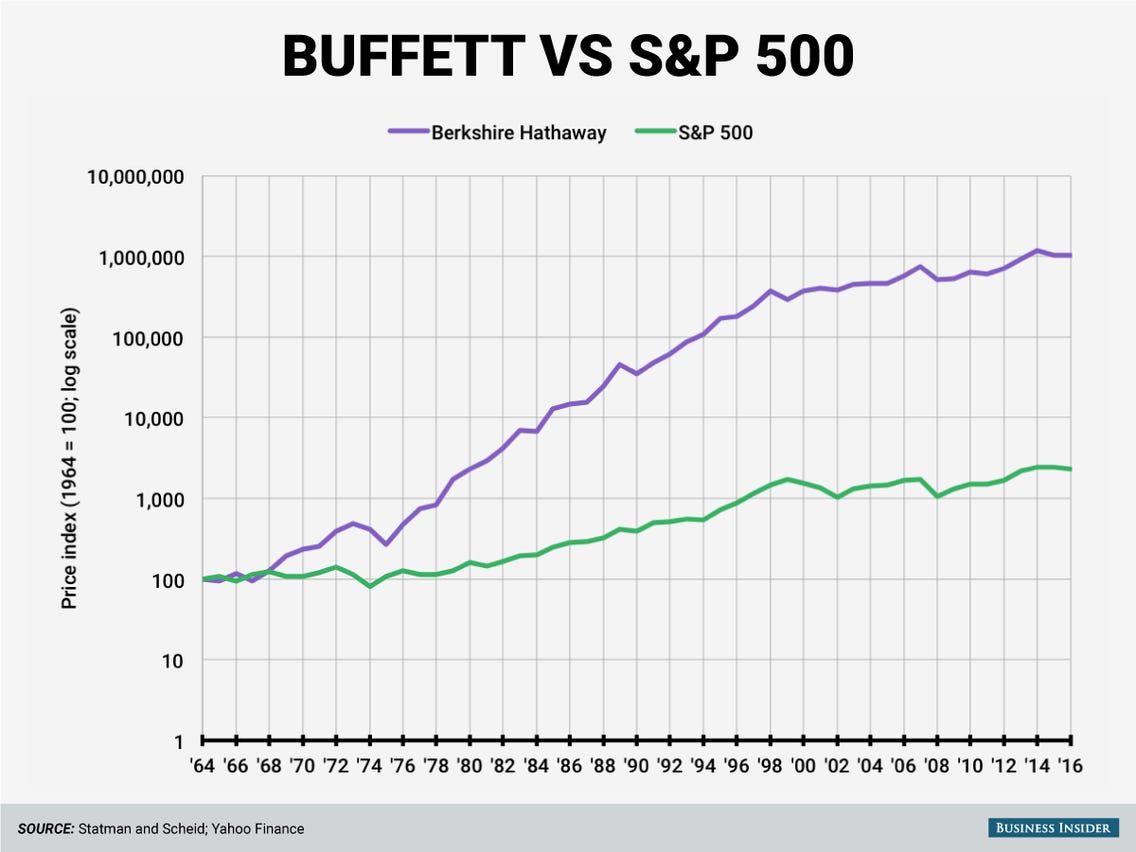 BUFFETT VS S&P 500
Berkshire Hathaway S&P 500
Price index (1964 = 100; log scale)
10,000,000
1,000,000
100,000
10,000
1,000
100
10
1
'64 '66 '68 '70 '72 '74 '76 '78 '80 '82 '84 '86 '88 '90 '92 '94 '96 '98 '00 '02 '04 '06 '08 '10 '12 '14 '16
SOURCE: Statman and Scheid; Yahoo Finance
BUSINESS INSIDER